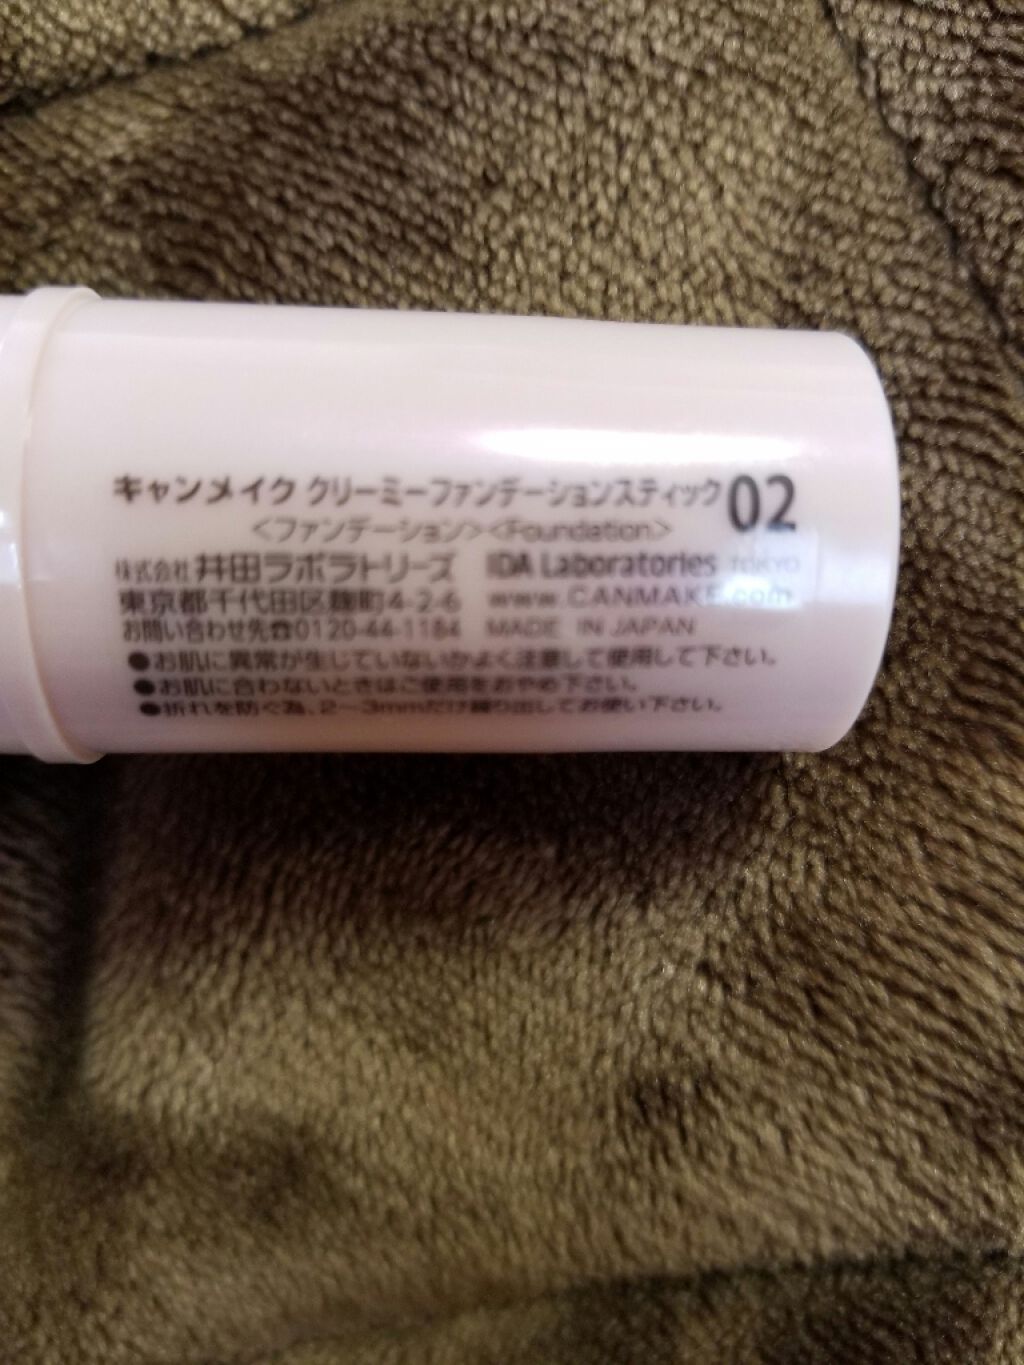 キャンメイク クリーミーファンデーションスティック 02
<ファンデーション><Foundation>
株式会社 井田ラボラトリーズ IDA Laboratories TOKYO
東京都千代田区麹町4-2-6 www.CANMAKE.com
お問い合わせ先☎0120-44-1184 MADE IN JAPAN
●お肌に異常が生じていないかよく注意して使用して下さい。
●お肌に合わないときはご使用をおやめ下さい。
●折れを防ぐ為、2〜3mmだけ繰り出してお使い下さい。